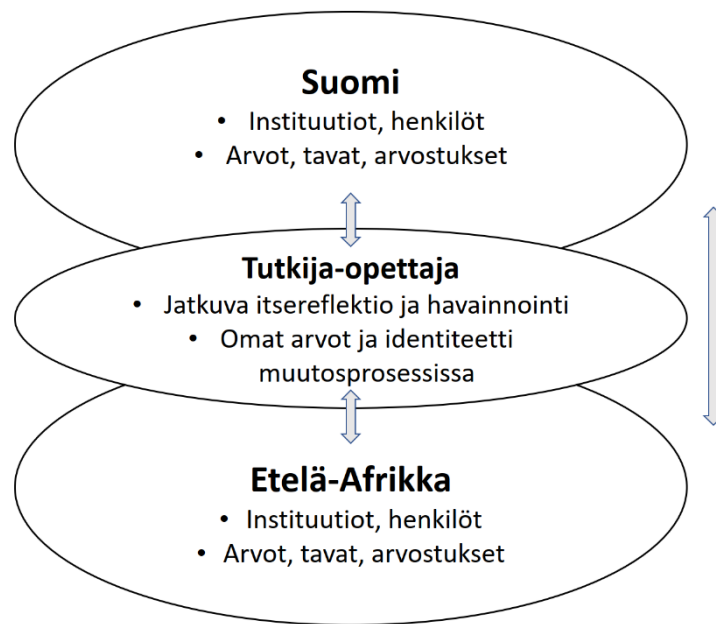 Suomi
• Instituutiot, henkilöt
• Arvot, tavat, arvostukset
Tutkija-opettaja
• Jatkuva itsereflektio ja havainnointi
• Omat arvot ja identiteetti
muutosprosessissa
Etelä-Afrikka
• Instituutiot, henkilöt
• Arvot, tavat, arvostukset